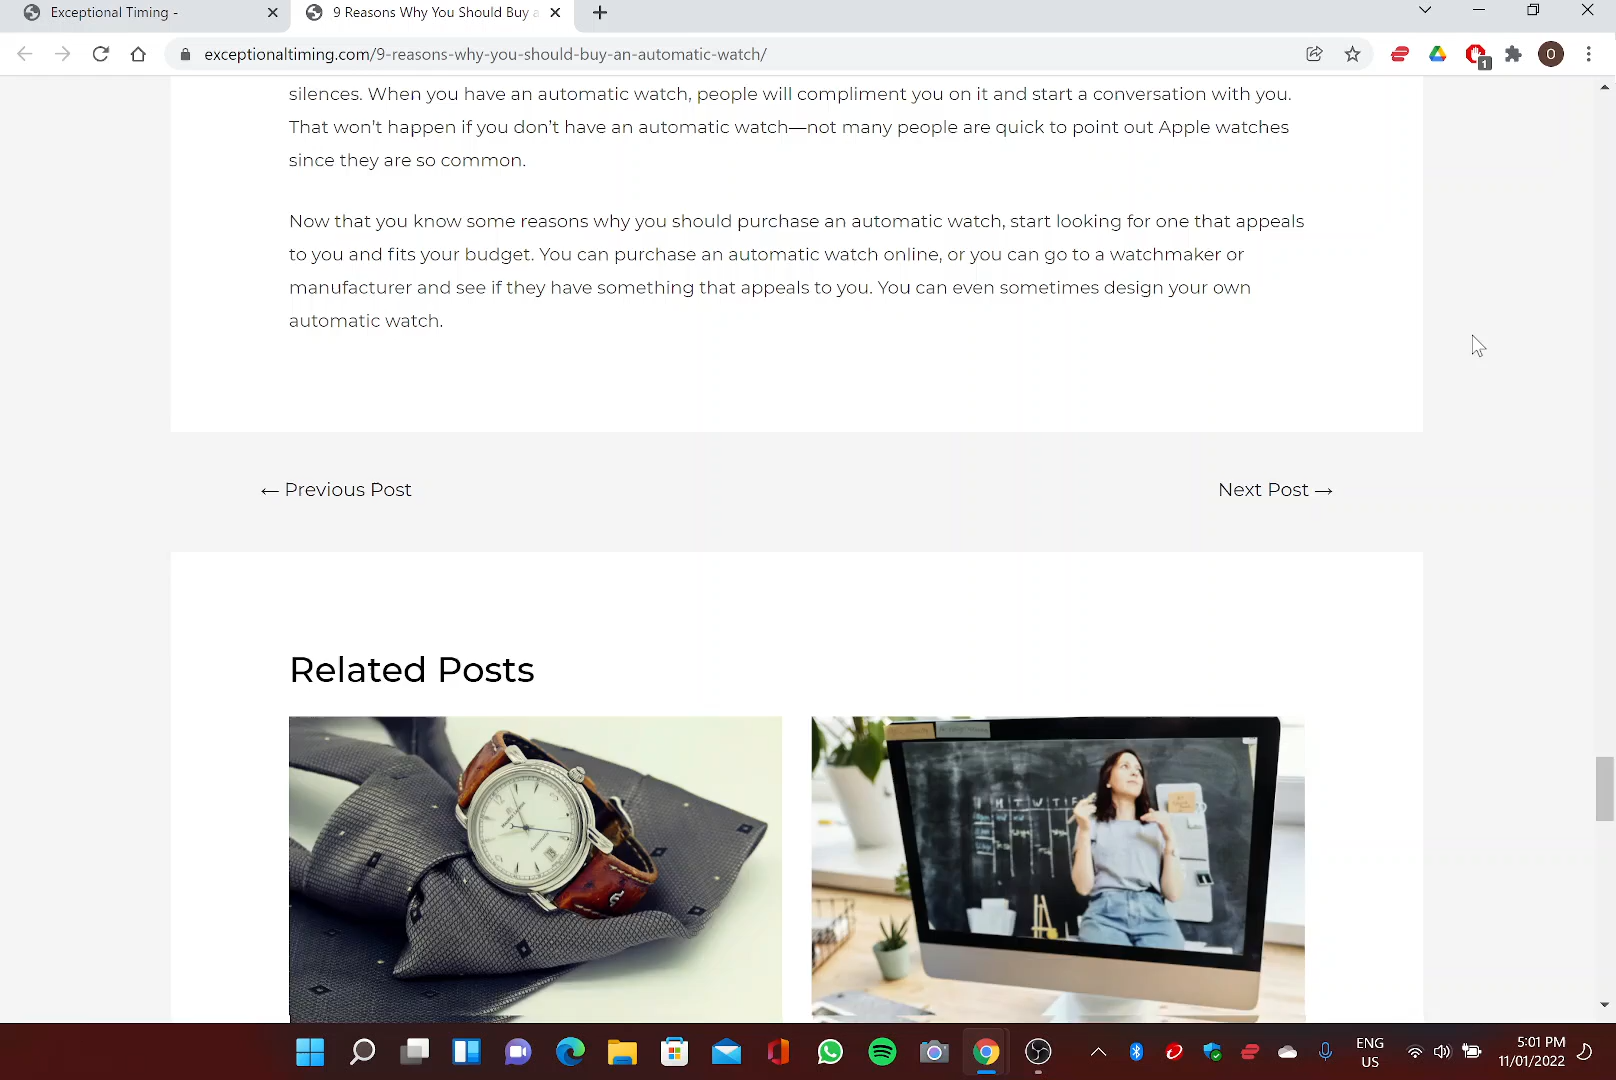 Exceptional Timing -
9 Reasons Why You Should Buy a
exceptionaltiming.com/9-reasons-why-you-should-buy-an-automatic-watch/
1
O
silences. When you have an automatic watch, people will compliment you on it and start a conversation with you.
That won’t happen if you don’t have an automatic watch—not many people are quick to point out Apple watches
since they are so common.
Now that you know some reasons why you should purchase an automatic watch, start looking for one that appeals
to you and fits your budget. You can purchase an automatic watch online, or you can go to a watchmaker or
manufacturer and see if they have something that appeals to you. You can even sometimes design your own
automatic watch.
← Previous Post
Next Post →
Related Posts
M T W T F
ENG
US
5:01 PM
11/01/2022